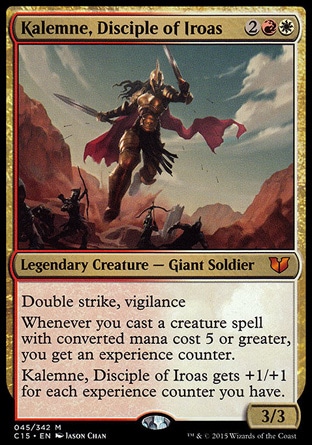 Kalemne, Disciple of Iroas 2
Legendary Creature — Giant Soldier
Double strike, vigilance
Whenever you cast a creature spell
with converted mana cost 5 or greater,
you get an experience counter.
Kalemne, Disciple of Iroas gets +1/+1
for each experience counter you have.
3/3
045/342 M
C15 • EN Jason Chan
™ & © 2015 Wizards of the Coast